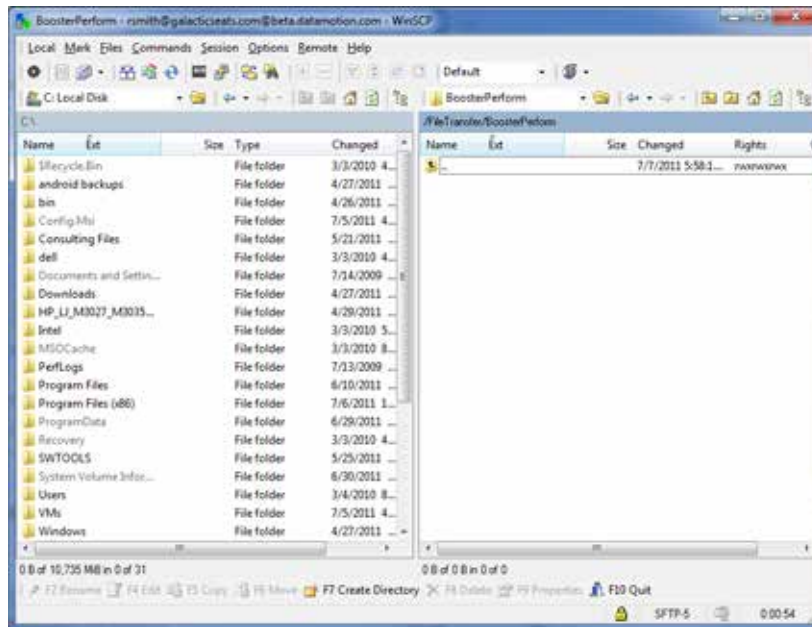 BoosterPerform - rsmith@galacticseats.com@beta.datamotion.com - WinSCP
Local Mark Files Commands Session Options Remote Help
Default
C: Local Disk
BoosterPerform
C:\
/FileTransfer/BoosterPerform
Name Ext Size Type Changed
Name Ext Size Changed Rights
$Recycle.Bin File folder 3/3/2010 4...
.. 7/7/2011 5:58:1... rwxrwxrwx
android backups File folder 4/27/2011 ...
bin File folder 4/26/2011 ...
Config.Msi File folder 7/5/2011 4...
Consulting Files File folder 5/21/2011 ...
dell File folder 3/3/2010 4...
Documents and Settin... File folder 7/14/2009 ...
Downloads File folder 4/27/2011 ...
HP_LJ_M3027_M3035... File folder 4/29/2011 ...
Intel File folder 3/3/2010 5...
MSOCache File folder 3/3/2010 8...
PerfLogs File folder 7/13/2009 ...
Program Files File folder 6/10/2011 ...
Program Files (x86) File folder 7/6/2011 1...
ProgramData File folder 6/29/2011 ...
Recovery File folder 3/3/2010 4...
SWTOOLS File folder 5/25/2011 ...
System Volume Infor... File folder 6/30/2011 ...
Users File folder 3/4/2010 8...
VMs File folder 7/5/2011 4...
Windows File folder 4/27/2011 ...
0 B of 10,735 MiB in 0 of 31
0 B of 0 B in 0 of 0
F2 Rename F4 Edit F5 Copy F6 Move F7 Create Directory F8 Delete F9 Properties F10 Quit
SFTP-3 0:00:54